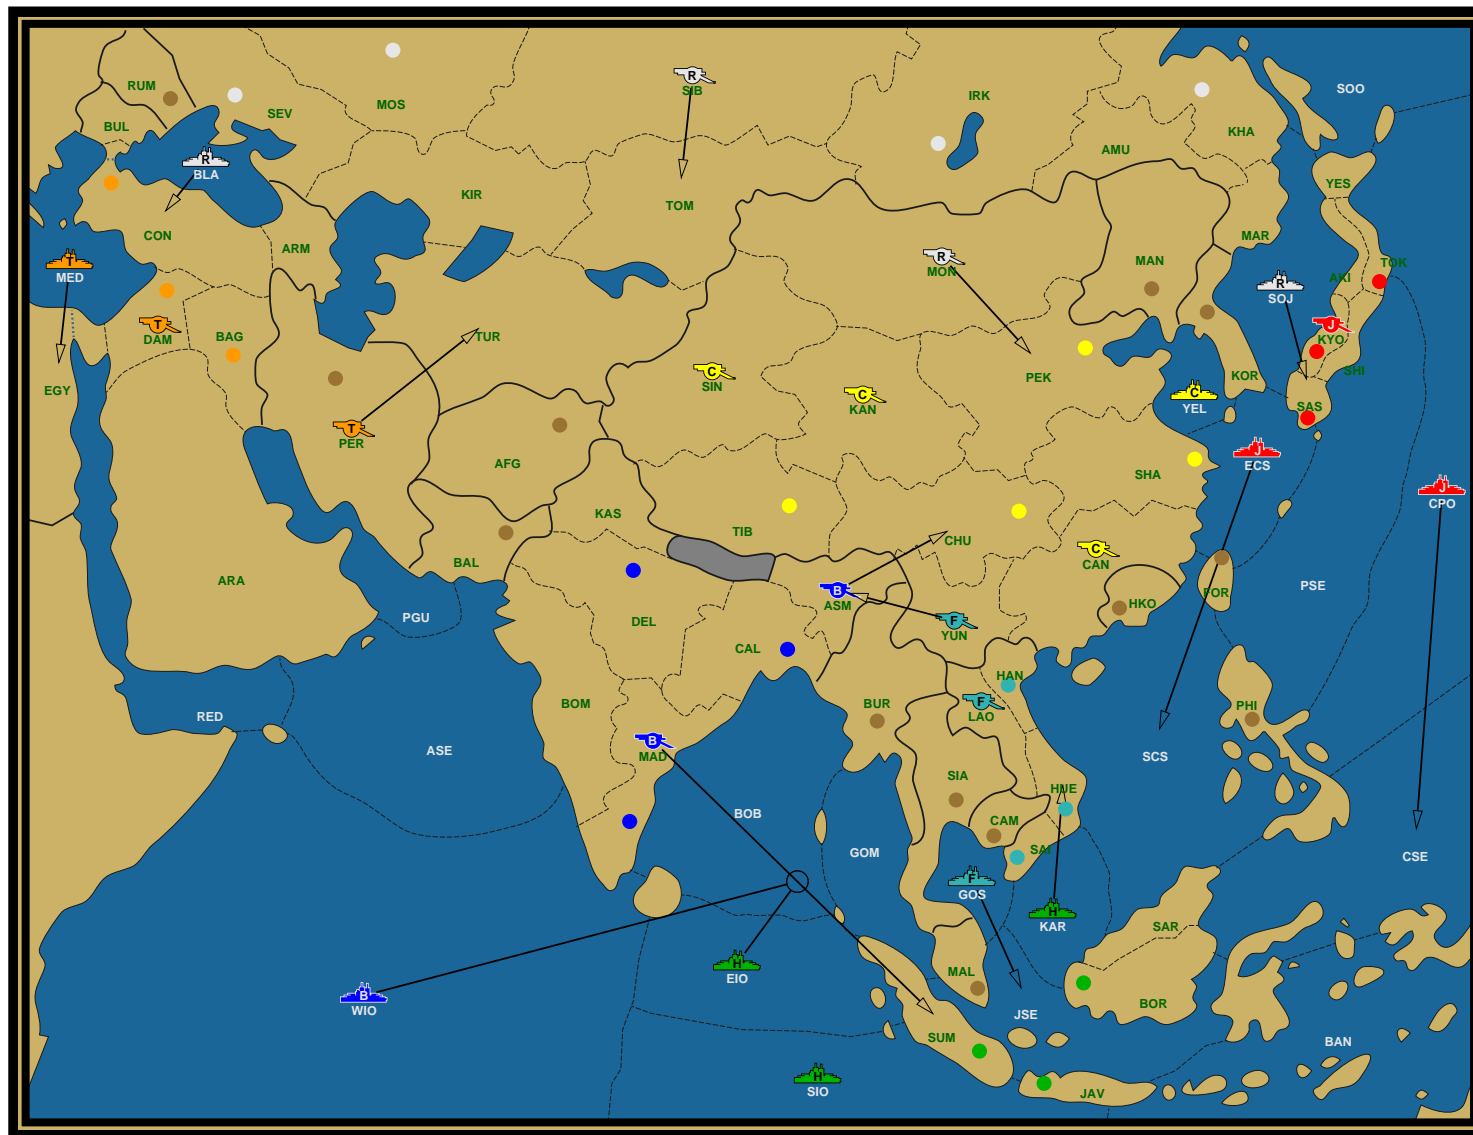 SOO
RUM
R
SIB
MOS
IRK
SEV
BUL
AMU
KHA
R
BLA
YES
KIR
TOM
CON
ARM
MAR
R
MON
MAN
TOK
T
MED
AKI
R
SOJ
T
DAM
BAG
TUR
J
KYO
C
SIN
PEK
KOR
SHI
EGY
C
KAN
C
YEL
SAS
T
PER
AFG
J
ECS
SHA
J
CPO
KAS
TIB
CHU
C
CAN
BAL
ARA
B
ASM
FOR
PSE
HKO
PGU
DEL
F
YUN
CAL
HAN
BOM
BUR
F
LAO
PHI
RED
ASE
B
MAD
SCS
SIA
HUE
BOB
CAM
GOM
SAI
CSE
F
GOS
H
KAR
SAR
H
EIO
MAL
B
WIO
BOR
JSE
SUM
BAN
H
SIO
JAV